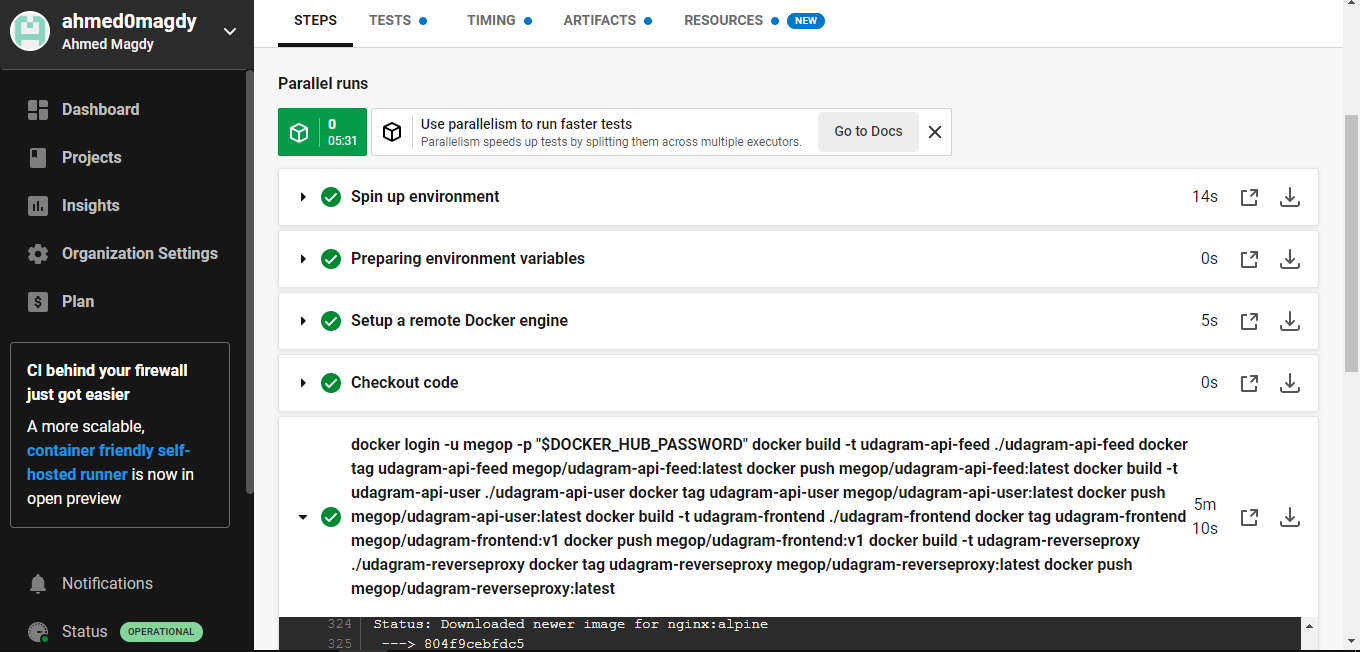 ahmed0magdy
Ahmed Magdy
Dashboard
Projects
Insights
Organization Settings
Plan
CI behind your firewall
just got easier
A more scalable,
container friendly self-
hosted runner is now in
open preview
Notifications
Status OPERATIONAL
STEPS TESTS TIMING ARTIFACTS RESOURCES NEW
Parallel runs
0
05:31
Use parallelism to run faster tests
Parallelism speeds up tests by splitting them across multiple executors.
Go to Docs
Spin up environment 14s
Preparing environment variables 0s
Setup a remote Docker engine 5s
Checkout code 0s
docker login -u megop -p "$DOCKER_HUB_PASSWORD" docker build -t udagram-api-feed ./udagram-api-feed docker
tag udagram-api-feed megop/udagram-api-feed:latest docker push megop/udagram-api-feed:latest docker build -t
udagram-api-user ./udagram-api-user docker tag udagram-api-user megop/udagram-api-user:latest docker push
megop/udagram-api-user:latest docker build -t udagram-frontend ./udagram-frontend docker tag udagram-frontend
megop/udagram-frontend:v1 docker push megop/udagram-frontend:v1 docker build -t udagram-reverseproxy
./udagram-reverseproxy docker tag udagram-reverseproxy megop/udagram-reverseproxy:latest docker push
megop/udagram-reverseproxy:latest
5m
10s
324 Status: Downloaded newer image for nginx:alpine
325 ---> 804f9cebfdc5